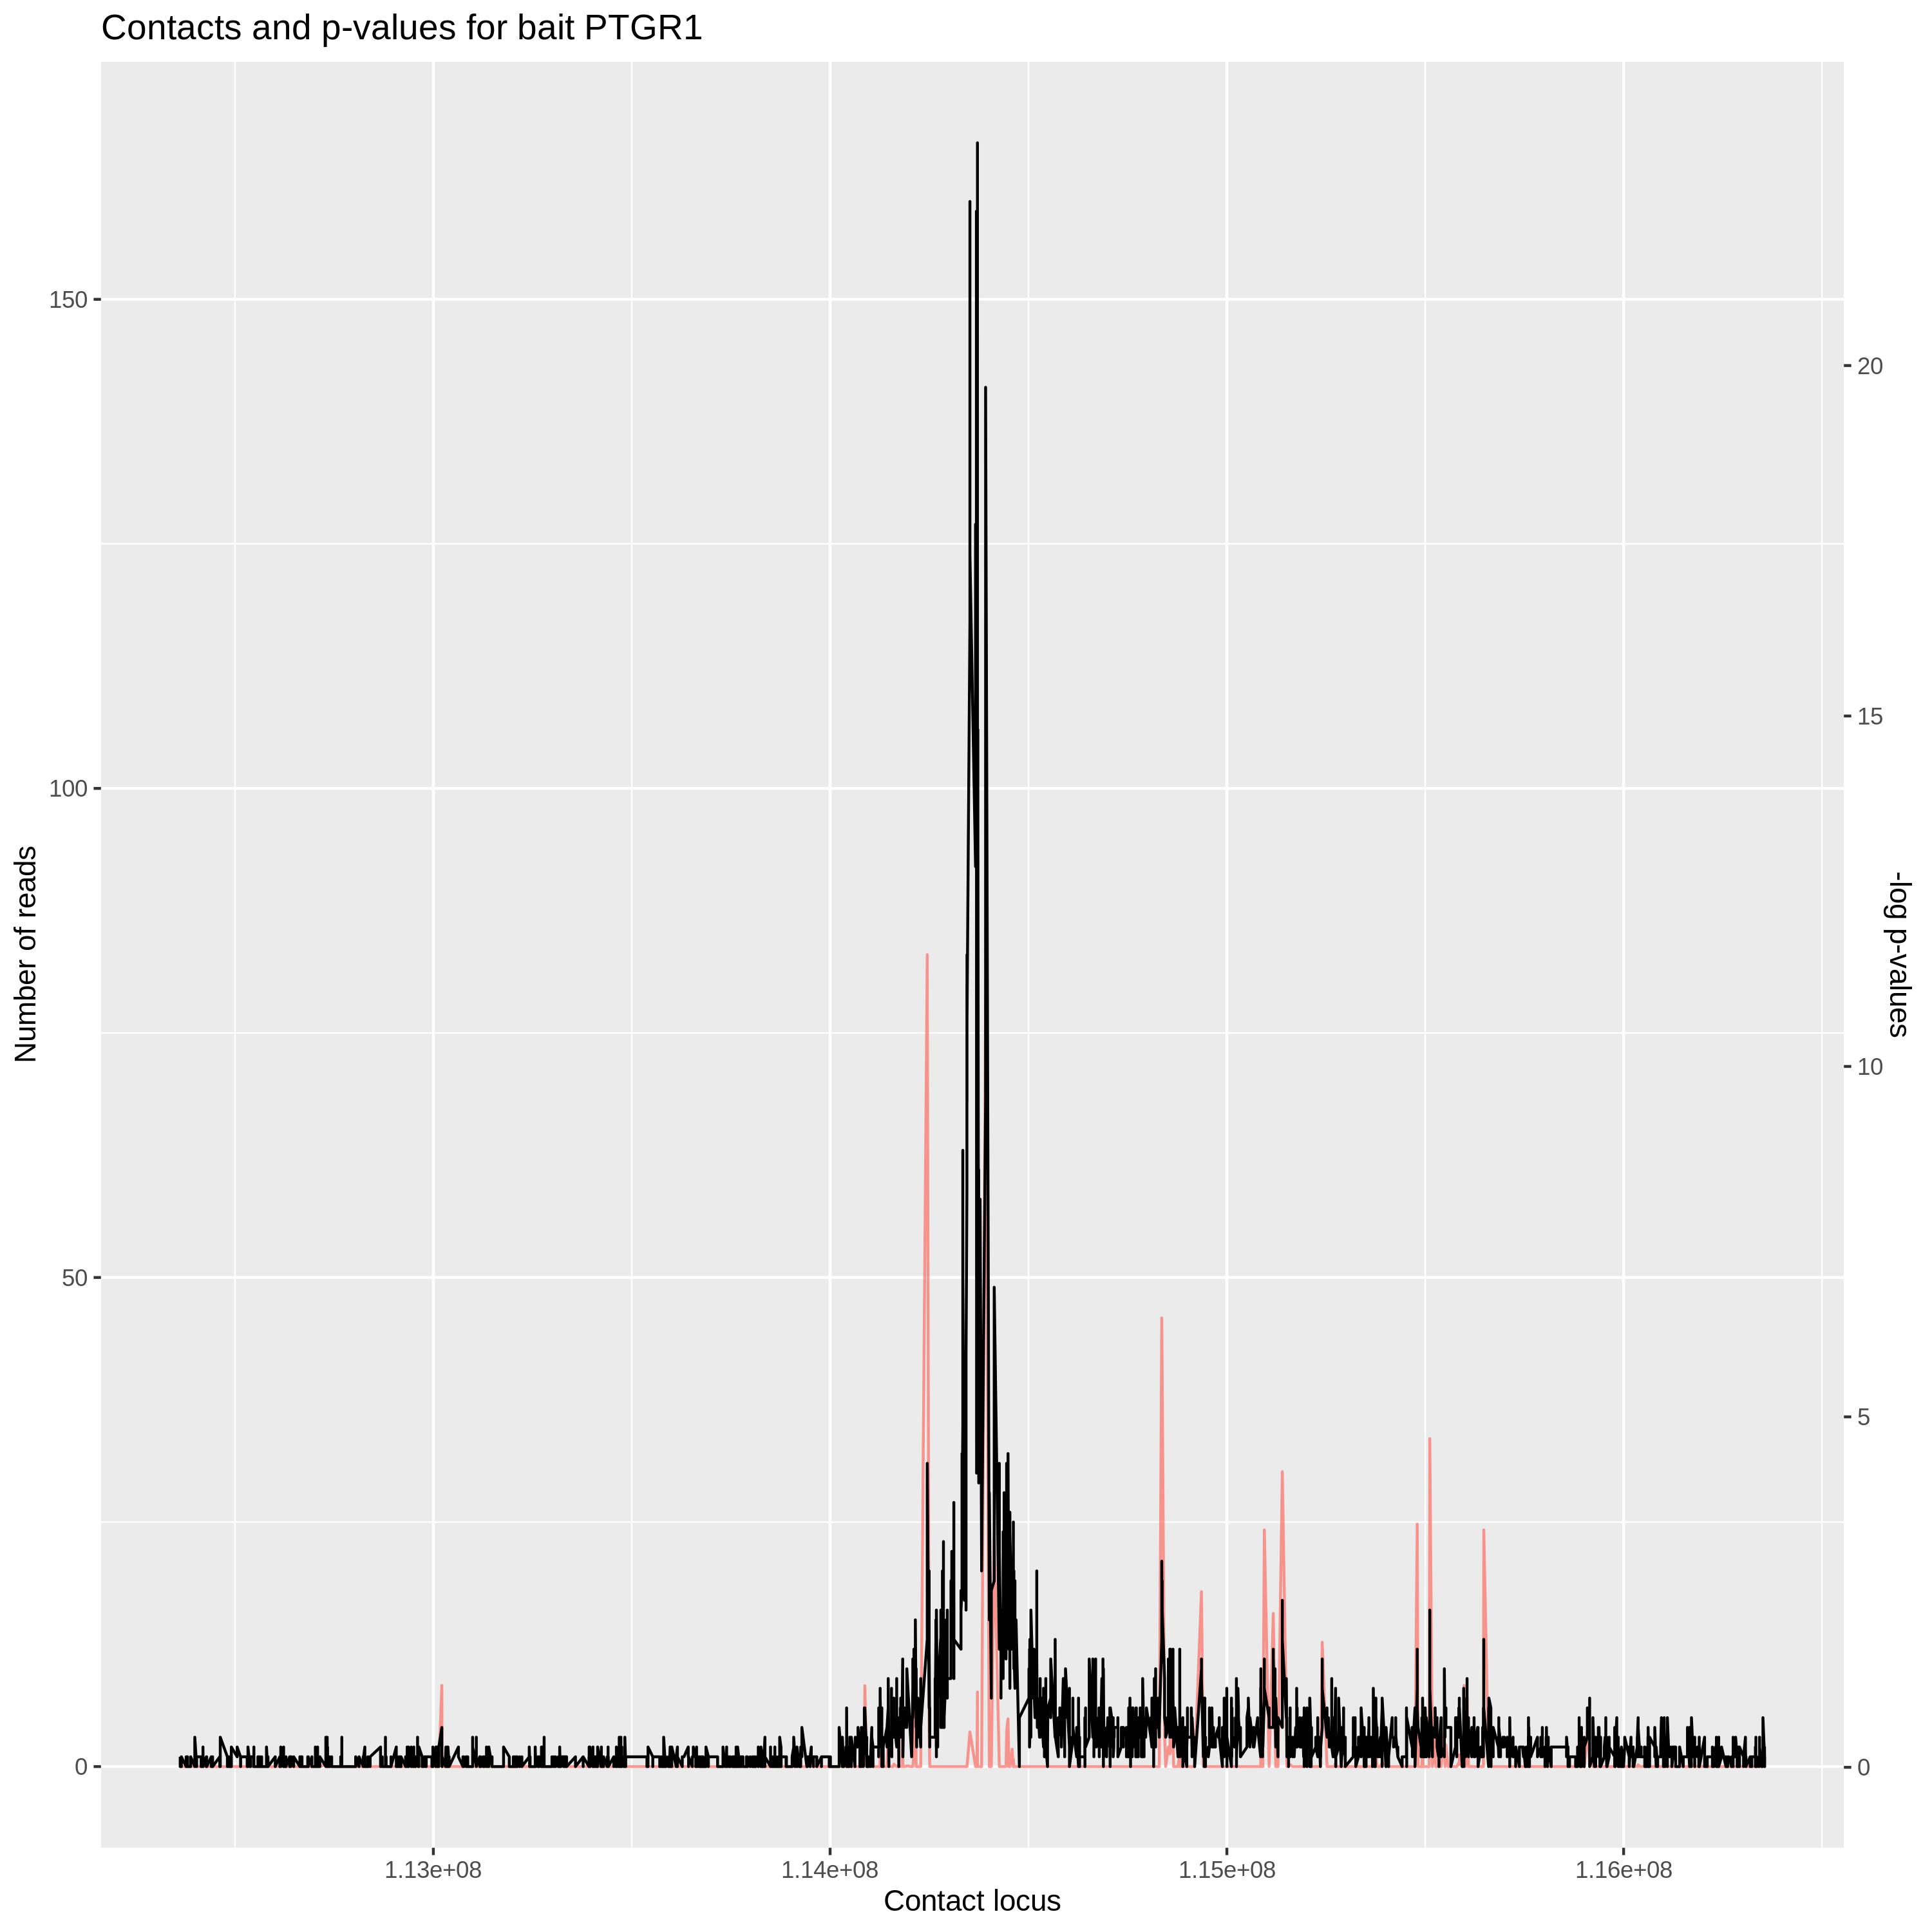 Contacts and p-values for bait PTGR1
150
100
50
0
Number of reads
20
15
10
5
0
-log p-values
1.13e+08
1.14e+08
1.15e+08
1.16e+08
Contact locus